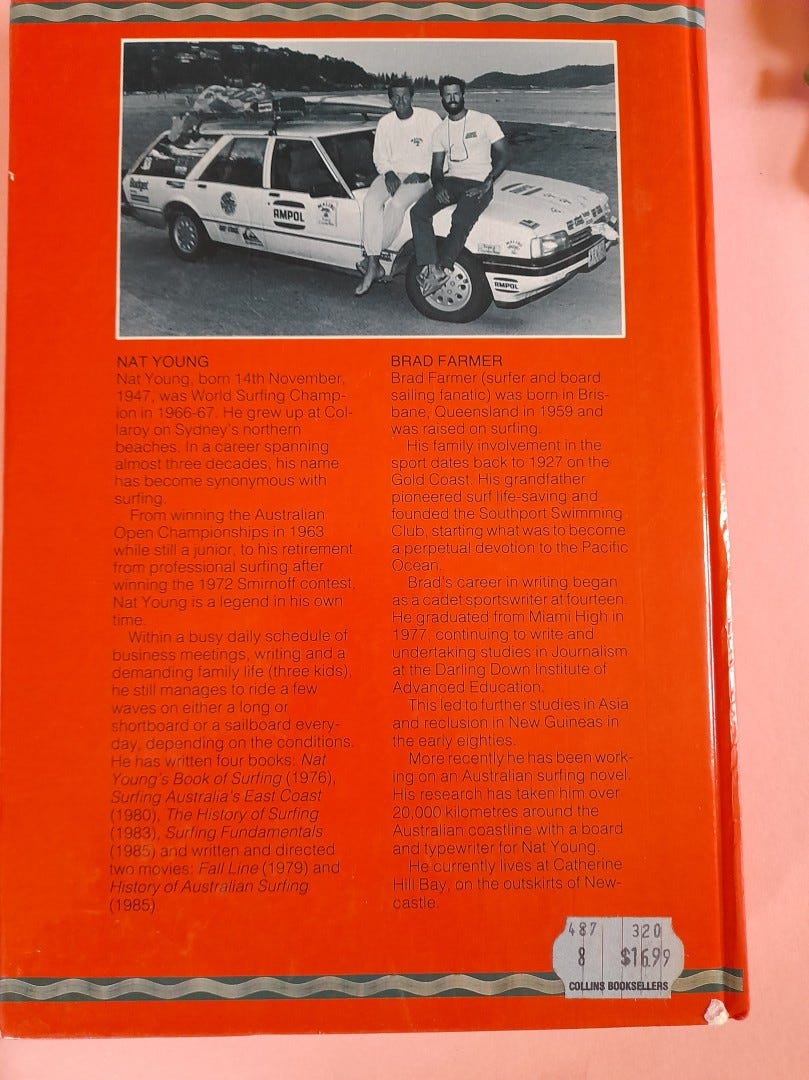 Budget
AMPOL
AMPOL
NAT YOUNG
Nat Young, born 14th November,
1947, was World Surfing Champ-
ion in 1966-67. He grew up at Col-
laroy on Sydney's northern
beaches. In a career spanning
almost three decades, his name
has become synonymous with
surfing.
From winning the Australian
Open Championships in 1963
while still a junior, to his retirement
from professional surfing after
winning the 1972 Smirnoff contest,
Nat Young is a legend in his own
time.
Within a busy daily schedule of
business meetings, writing and a
demanding family life (three kids),
he still manages to ride a few
waves on either a long or
shortboard or a sailboard every-
day, depending on the conditions.
He has written four books: Nat
Young's Book of Surfing (1976),
Surfing Australia's East Coast
(1980), The History of Surfing
(1983), Surfing Fundamentals
(1985) and written and directed
two movies: Fall Line (1979) and
History of Australian Surfing
(1985).
BRAD FARMER
Brad Farmer (surfer and board
sailing fanatic) was born in Bris-
bane, Queensland in 1959 and
was raised on surfing.
His family involvement in the
sport dates back to 1927 on the
Gold Coast. His grandfather
pioneered surf life-saving and
founded the Southport Swimming
Club, starting what was to become
a perpetual devotion to the Pacific
Ocean.
Brad's career in writing began
as a cadet sportswriter at fourteen.
He graduated from Miami High in
1977, continuing to write and
undertaking studies in Journalism
at the Darling Down Institute of
Advanced Education.
This led to further studies in Asia
and reclusion in New Guineas in
the early eighties.
More recently he has been work-
ing on an Australian surfing novel.
His research has taken him over
20,000 kilometres around the
Australian coastline with a board
and typewriter for Nat Young.
He currently lives at Catherine
Hill Bay, on the outskirts of New-
castle.
487 320
8 $16.99
COLLINS BOOKSELLERS